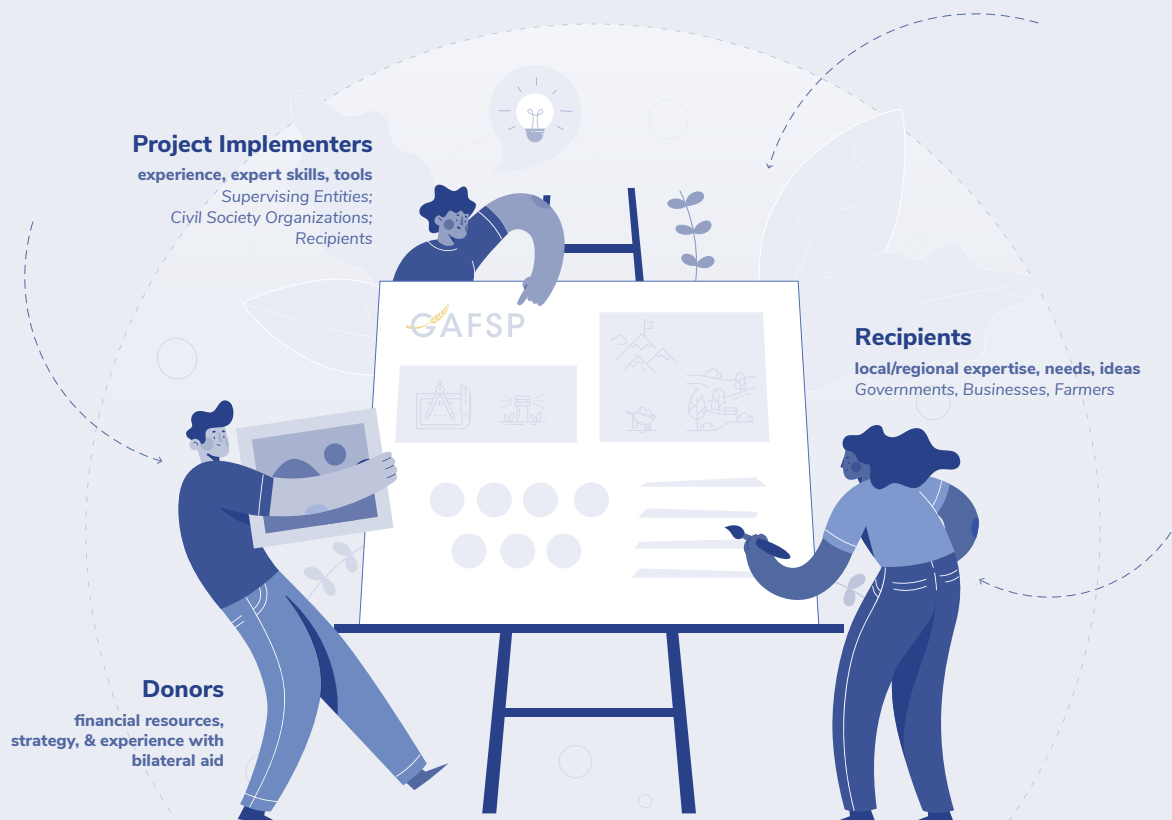 Project Implementers
experience, expert skills, tools
Supervising Entities;
Civil Society Organizations;
Recipients
GAFSP
Recipients
local/regional expertise, needs, ideas
Governments, Businesses, Farmers
Donors
financial resources,
strategy, & experience with
bilateral aid